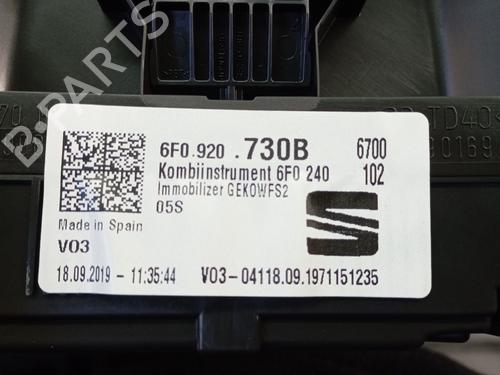 6F0.920 .730B 6700
Kombiinstrument 6F0 240 102
Immobilizer GEKOWFS2
05S
Made in Spain
V03
18.09.2019 - 11:35:44 V03-04118.09.1971151235
B-PARTS